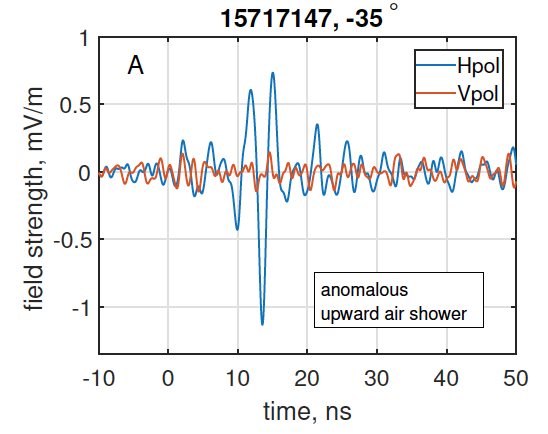 15717147, -35 °
A
Hpol
Vpol
field strength, mV/m
1
0.5
0
-0.5
-1
anomalous
upward air shower
-10 0 10 20 30 40 50
time, ns